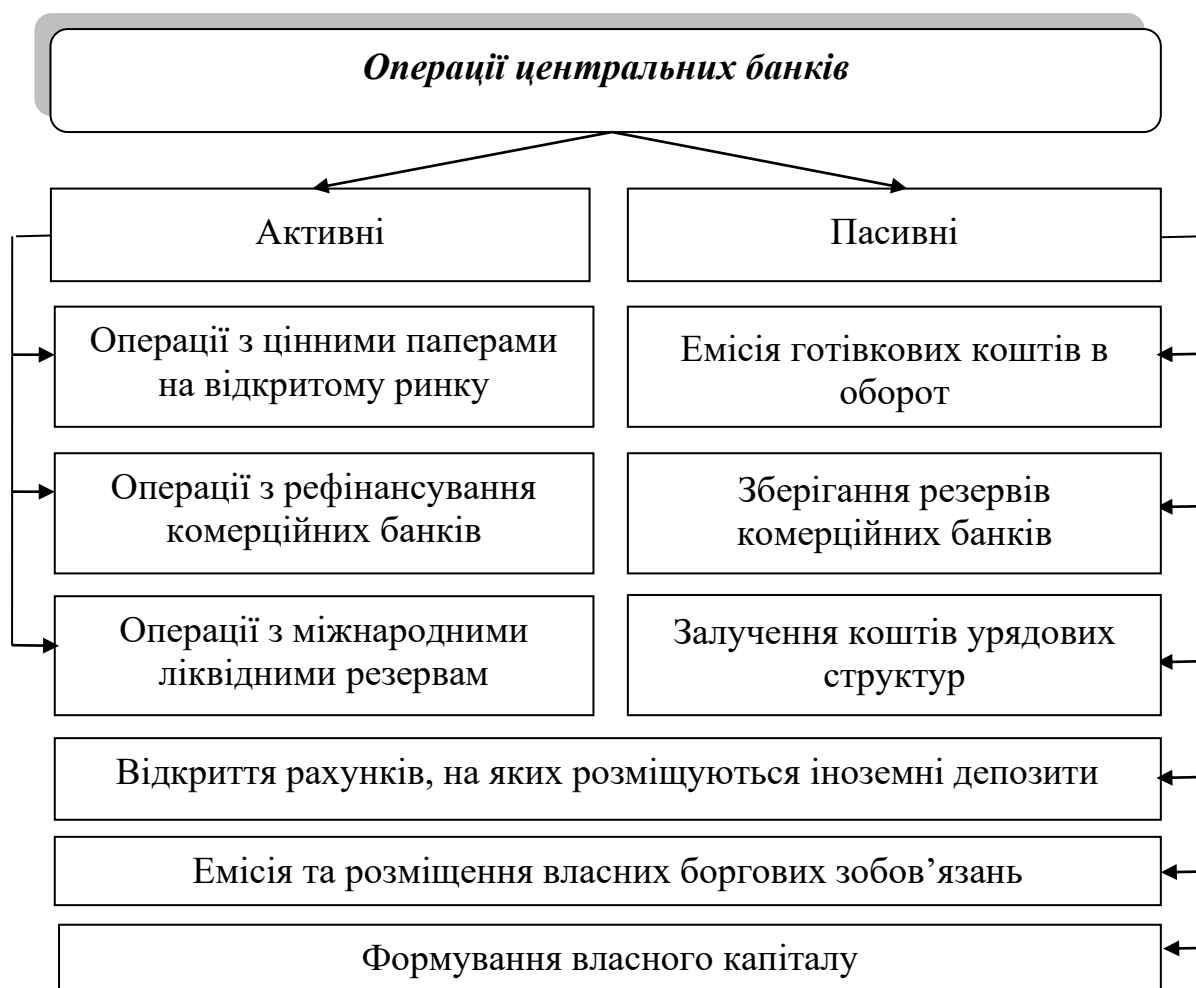 Операції центральних банків
Активні
Пасивні
Операції з цінними паперами
на відкритому ринку
Емісія готівкових коштів в
оборот
Операції з рефінансування
комерційних банків
Зберігання резервів
комерційних банків
Операції з міжнародними
ліквідними резервам
Залучення коштів урядових
структур
Відкриття рахунків, на яких розміщуються іноземні депозити
Емісія та розміщення власних боргових зобов’язань
Формування власного капіталу